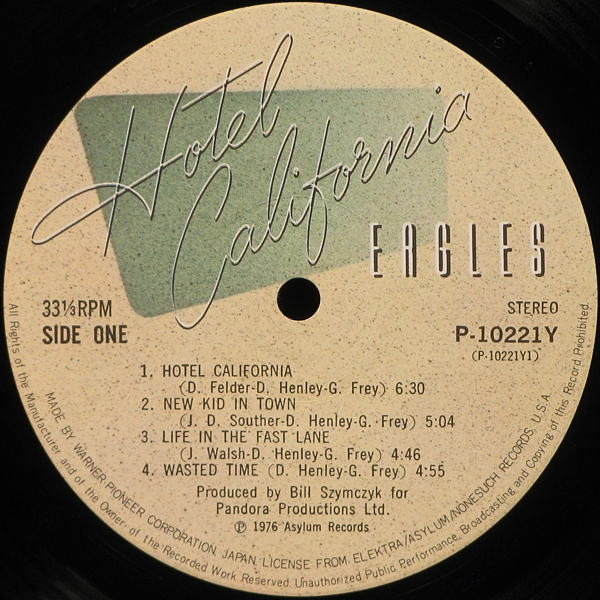 Hotel
California
EAGLES
33⅓RPM
SIDE ONE
STEREO
P-10221Y
(P-10221Y1)
1. HOTEL CALIFORNIA
(D. Felder-D. Henley-G. Frey) 6:30
2. NEW KID IN TOWN
(J. D. Souther-D. Henley-G. Frey) 5:04
3. LIFE IN THE FAST LANE
(J. Walsh-D. Henley-G. Frey) 4:46
4. WASTED TIME (D. Henley-G. Frey) 4:55
Produced by Bill Szymczyk for
Pandora Productions Ltd.
Ⓟ 1976 Asylum Records
MADE BY WARNER-PIONEER CORPORATION, JAPAN, LICENSE FROM ELEKTRA/ASYLUM/NONESUCH RECORDS, U.S.A.
All Rights of the Manufacturer and of the Owner of the Recorded Work Reserved. Unauthorized Public Performance, Broadcasting and Copying of this Record Prohibited.